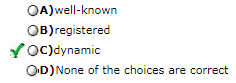 A)well-known
B)registered
C)dynamic
D)None of the choices are correct